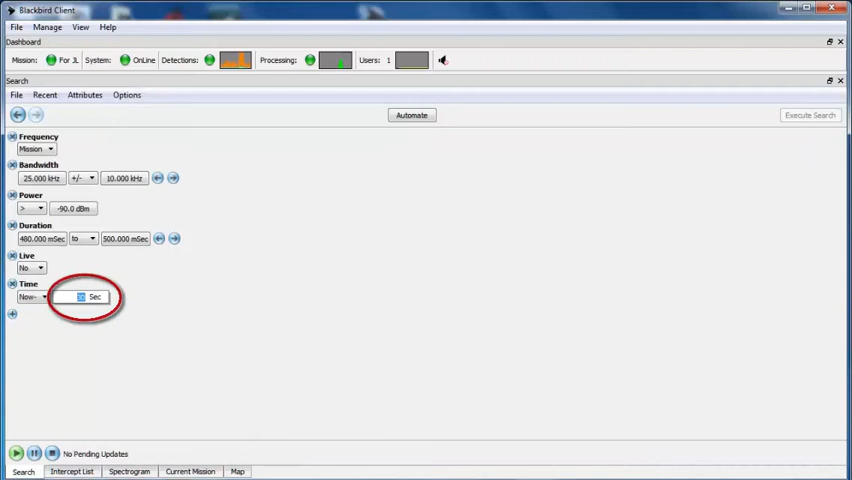 Blackbird Client
File Manage View Help
Dashboard
Mission: For JL System: OnLine Detections: Processing: Users: 1
Search
File Recent Attributes Options
Automate Execute Search
Frequency
Mission
Bandwidth
25.000 kHz +/- 10.000 kHz
Power
> -90.0 dBm
Duration
480.000 mSec to 500.000 mSec
Live
No
Time
Now- 30 Sec
No Pending Updates
Search Intercept List Spectrogram Current Mission Map